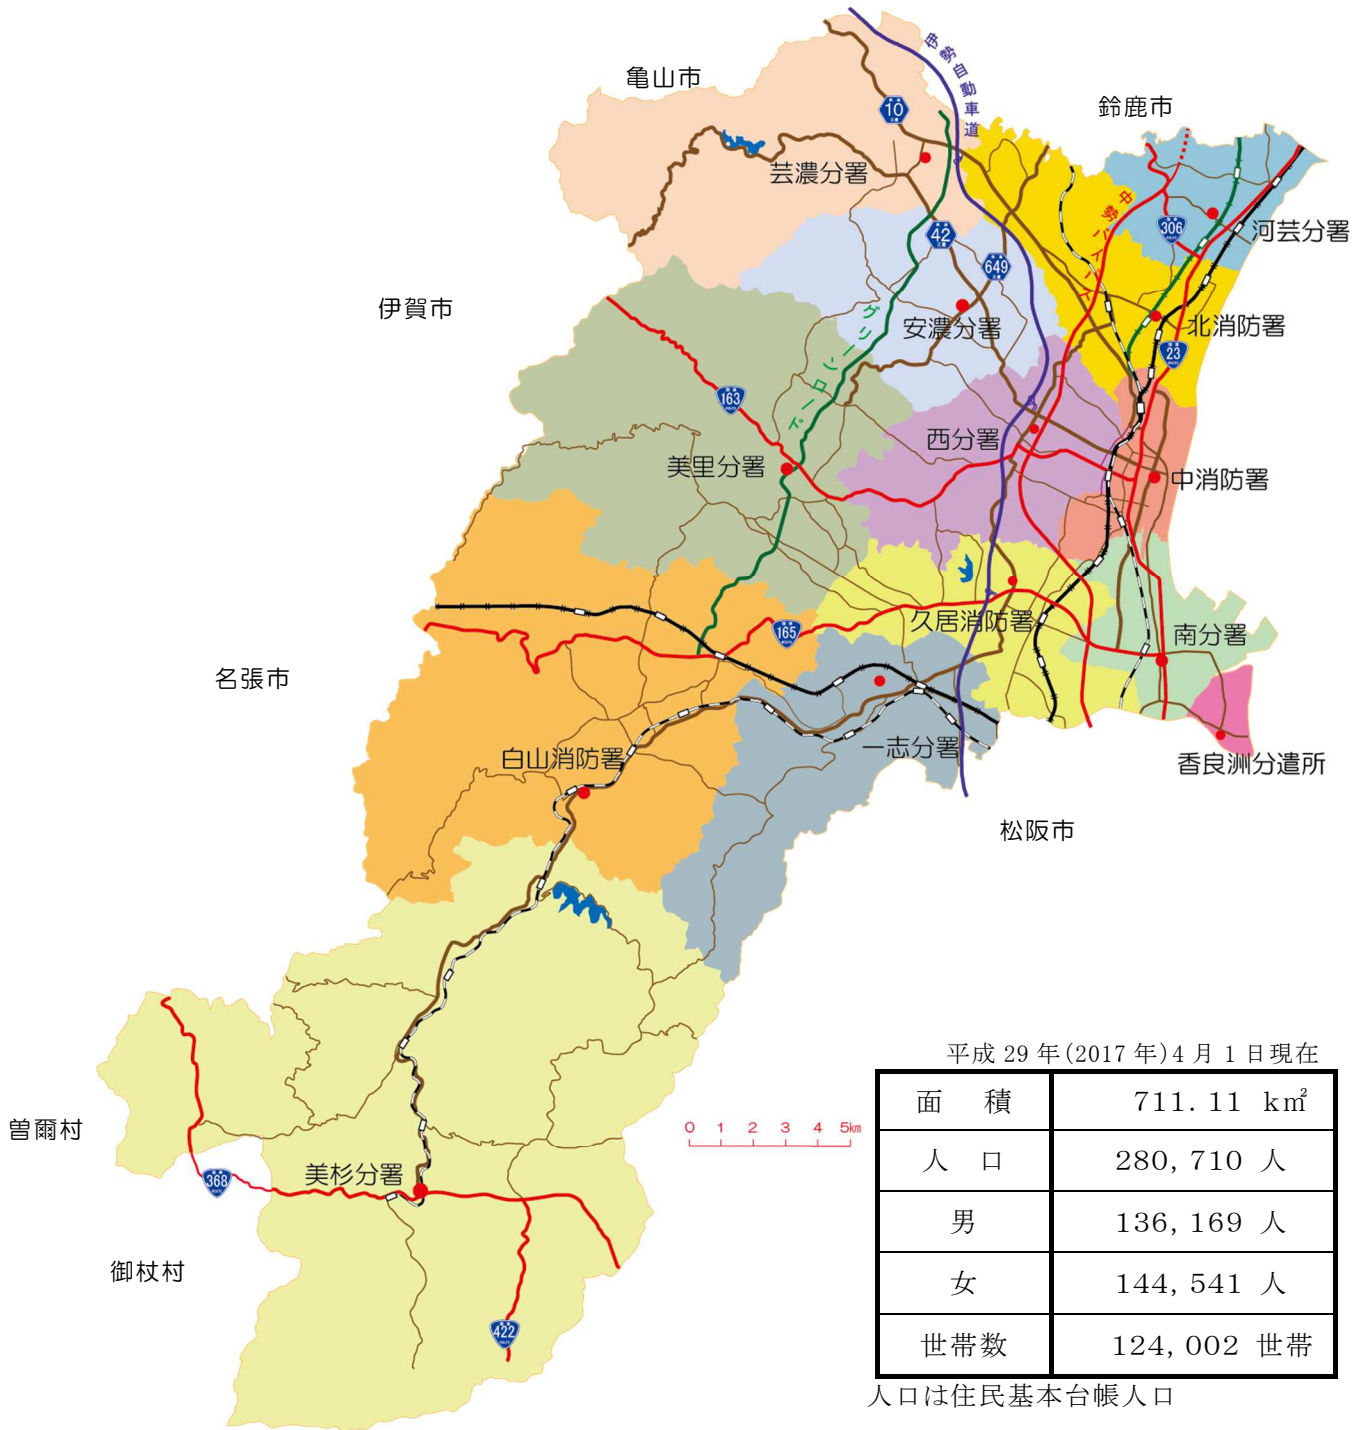 亀山市
伊勢自動車道
鈴鹿市
10
芸濃分署
中勢バイパス
306
河芸分署
42
649
伊賀市
グリーンロード
安濃分署
北消防署
23
163
西分署
美里分署
中消防署
久居消防署
165
南分署
名張市
一志分署
白山消防署
香良洲分遣所
松阪市
平成 29 年(2017 年)4 月 1 日現在
面 積 711.11 k㎡
人 口 280,710 人
男 136,169 人
女 144,541 人
世帯数 124,002 世帯
人口は住民基本台帳人口
0 1 2 3 4 5km
曽爾村
368
美杉分署
御杖村
422